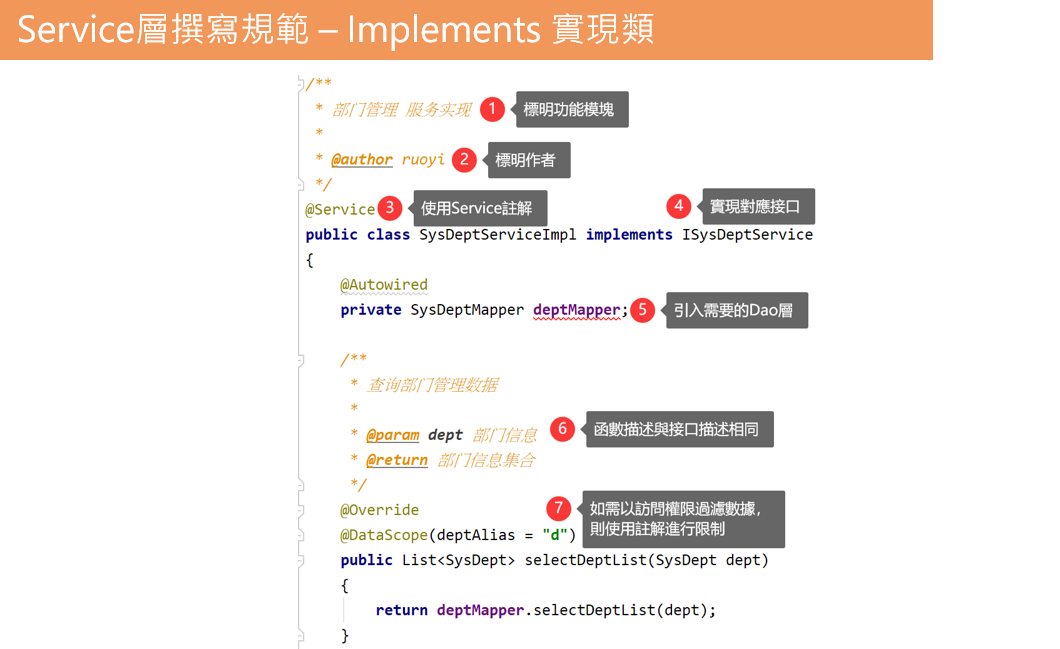 Service層撰寫規範 – Implements 實現類
/**
* 部门管理 服务实现 1 標明功能模塊
*
* @author ruoyi 2 標明作者
*/
@Service 3 使用Service註解 4 實現對應接口
public class SysDeptServiceImpl implements ISysDeptService
{
@Autowired
private SysDeptMapper deptMapper; 5 引入需要的Dao層
/**
* 查询部门管理数据
*
* @param dept 部门信息 6 函數描述與接口描述相同
* @return 部门信息集合
*/
@Override 7 如需以訪問權限過濾數據，
則使用註解進行限制
@DataScope(deptAlias = "d")
public List<SysDept> selectDeptList(SysDept dept)
{
return deptMapper.selectDeptList(dept);
}